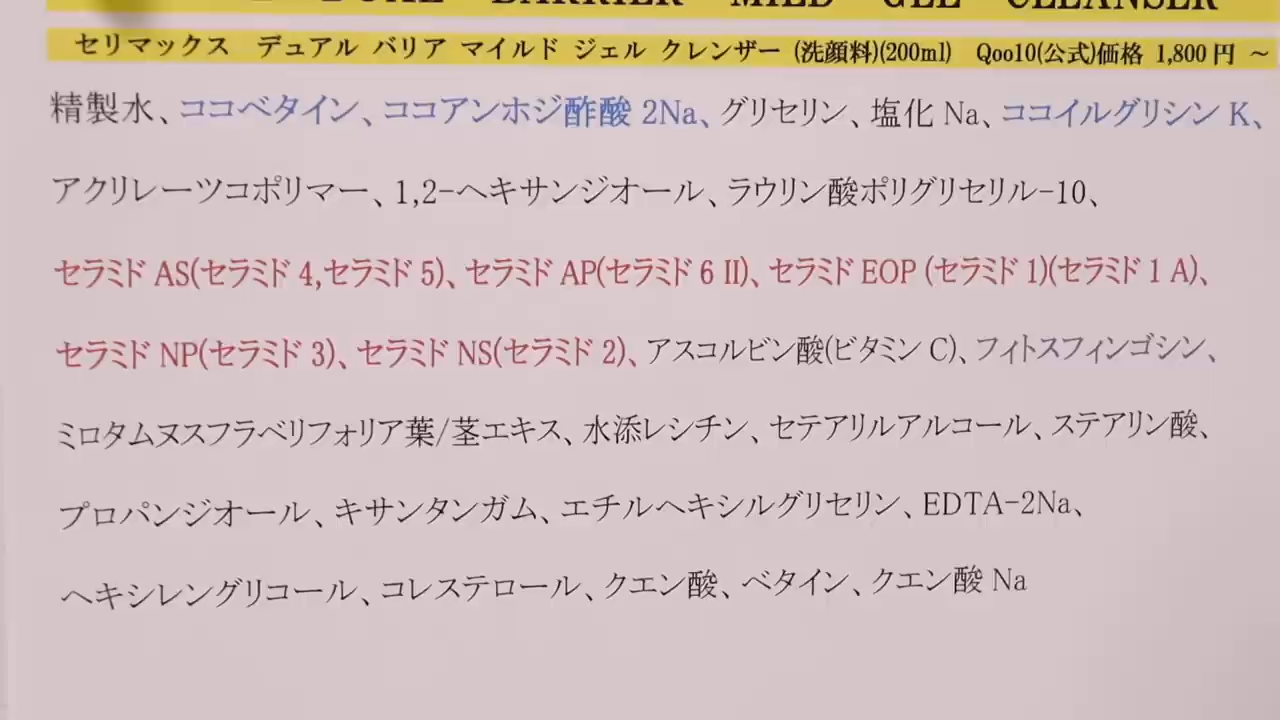 DUAL BARRIER MILD GEL CLEANSER
セリマックス デュアル バリア マイルド ジェル クレンザー (洗顔料)(200ml) Qoo10(公式)価格 1,800円 ～
精製水、ココベタイン、ココアンホジ酢酸 2Na、グリセリン、塩化 Na、ココイルグリシン K、
アクリレーツコポリマー、1,2-ヘキサンジオール、ラウリン酸ポリグリセリル-10、
セラミド AS(セラミド 4,セラミド 5)、セラミド AP(セラミド 6 II)、セラミド EOP (セラミド 1)(セラミド 1 A)、
セラミド NP(セラミド 3)、セラミド NS(セラミド 2)、アスコルビン酸(ビタミン C)、フィトスフィンゴシン、
ミロタムヌスフラベリフォリア葉/茎エキス、水添レシチン、セテアリルアルコール、ステアリン酸、
プロパンジオール、キサンタンガム、エチルヘキシルグリセリン、EDTA-2Na、
ヘキシレングリコール、コレステロール、クエン酸、ベタイン、クエン酸 Na